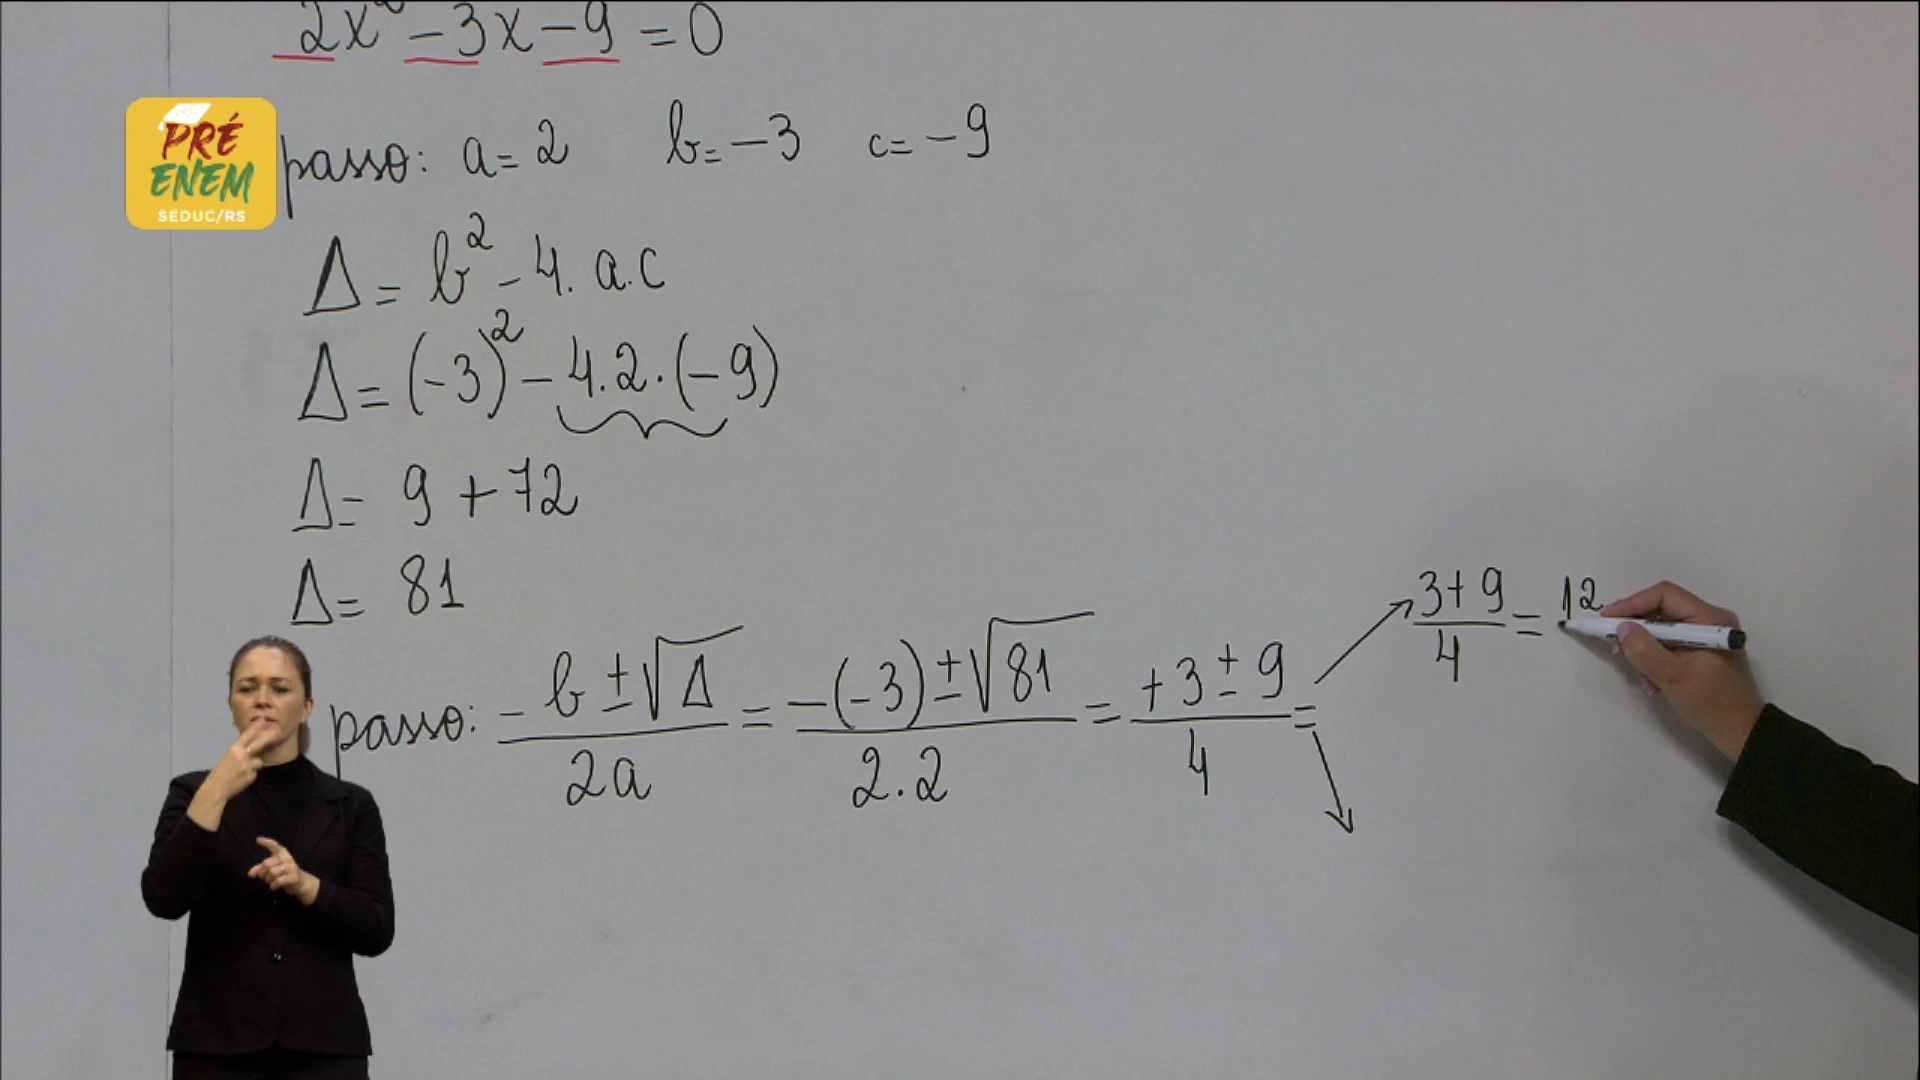 2x² - 3x - 9 = 0
PRÉ
ENEM
SEDUC/RS
passo: a = 2 b = -3 c = -9
Δ = b² - 4. a.c
Δ = (-3)² - 4.2.(-9)
Δ = 9 + 72
Δ = 81
passo: (-b ± √Δ)/2a = (-(-3) ± √81)/2.2 = (+3 ± 9)/4 =
(3 + 9)/4 = 12